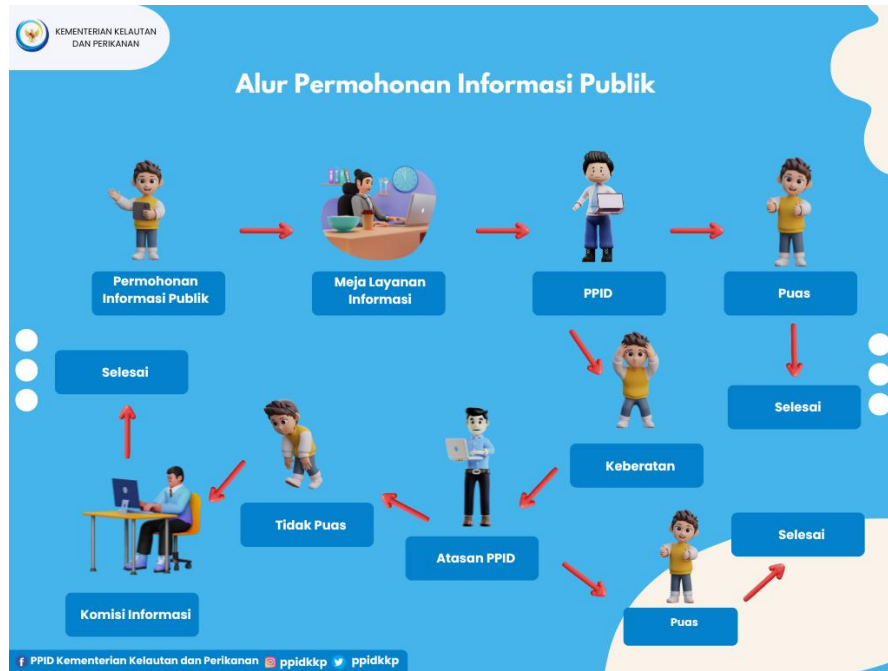 KEMENTERIAN KELAUTAN
DAN PERIKANAN
Alur Permohonan Informasi Publik
Permohonan
Informasi Publik
Meja Layanan
Informasi
PPID
Puas
Selesai
Selesai
Keberatan
Tidak Puas
Atasan PPID
Selesai
Komisi Informasi
Puas
PPID Kementerian Kelautan dan Perikanan ppidkkp ppidkkp